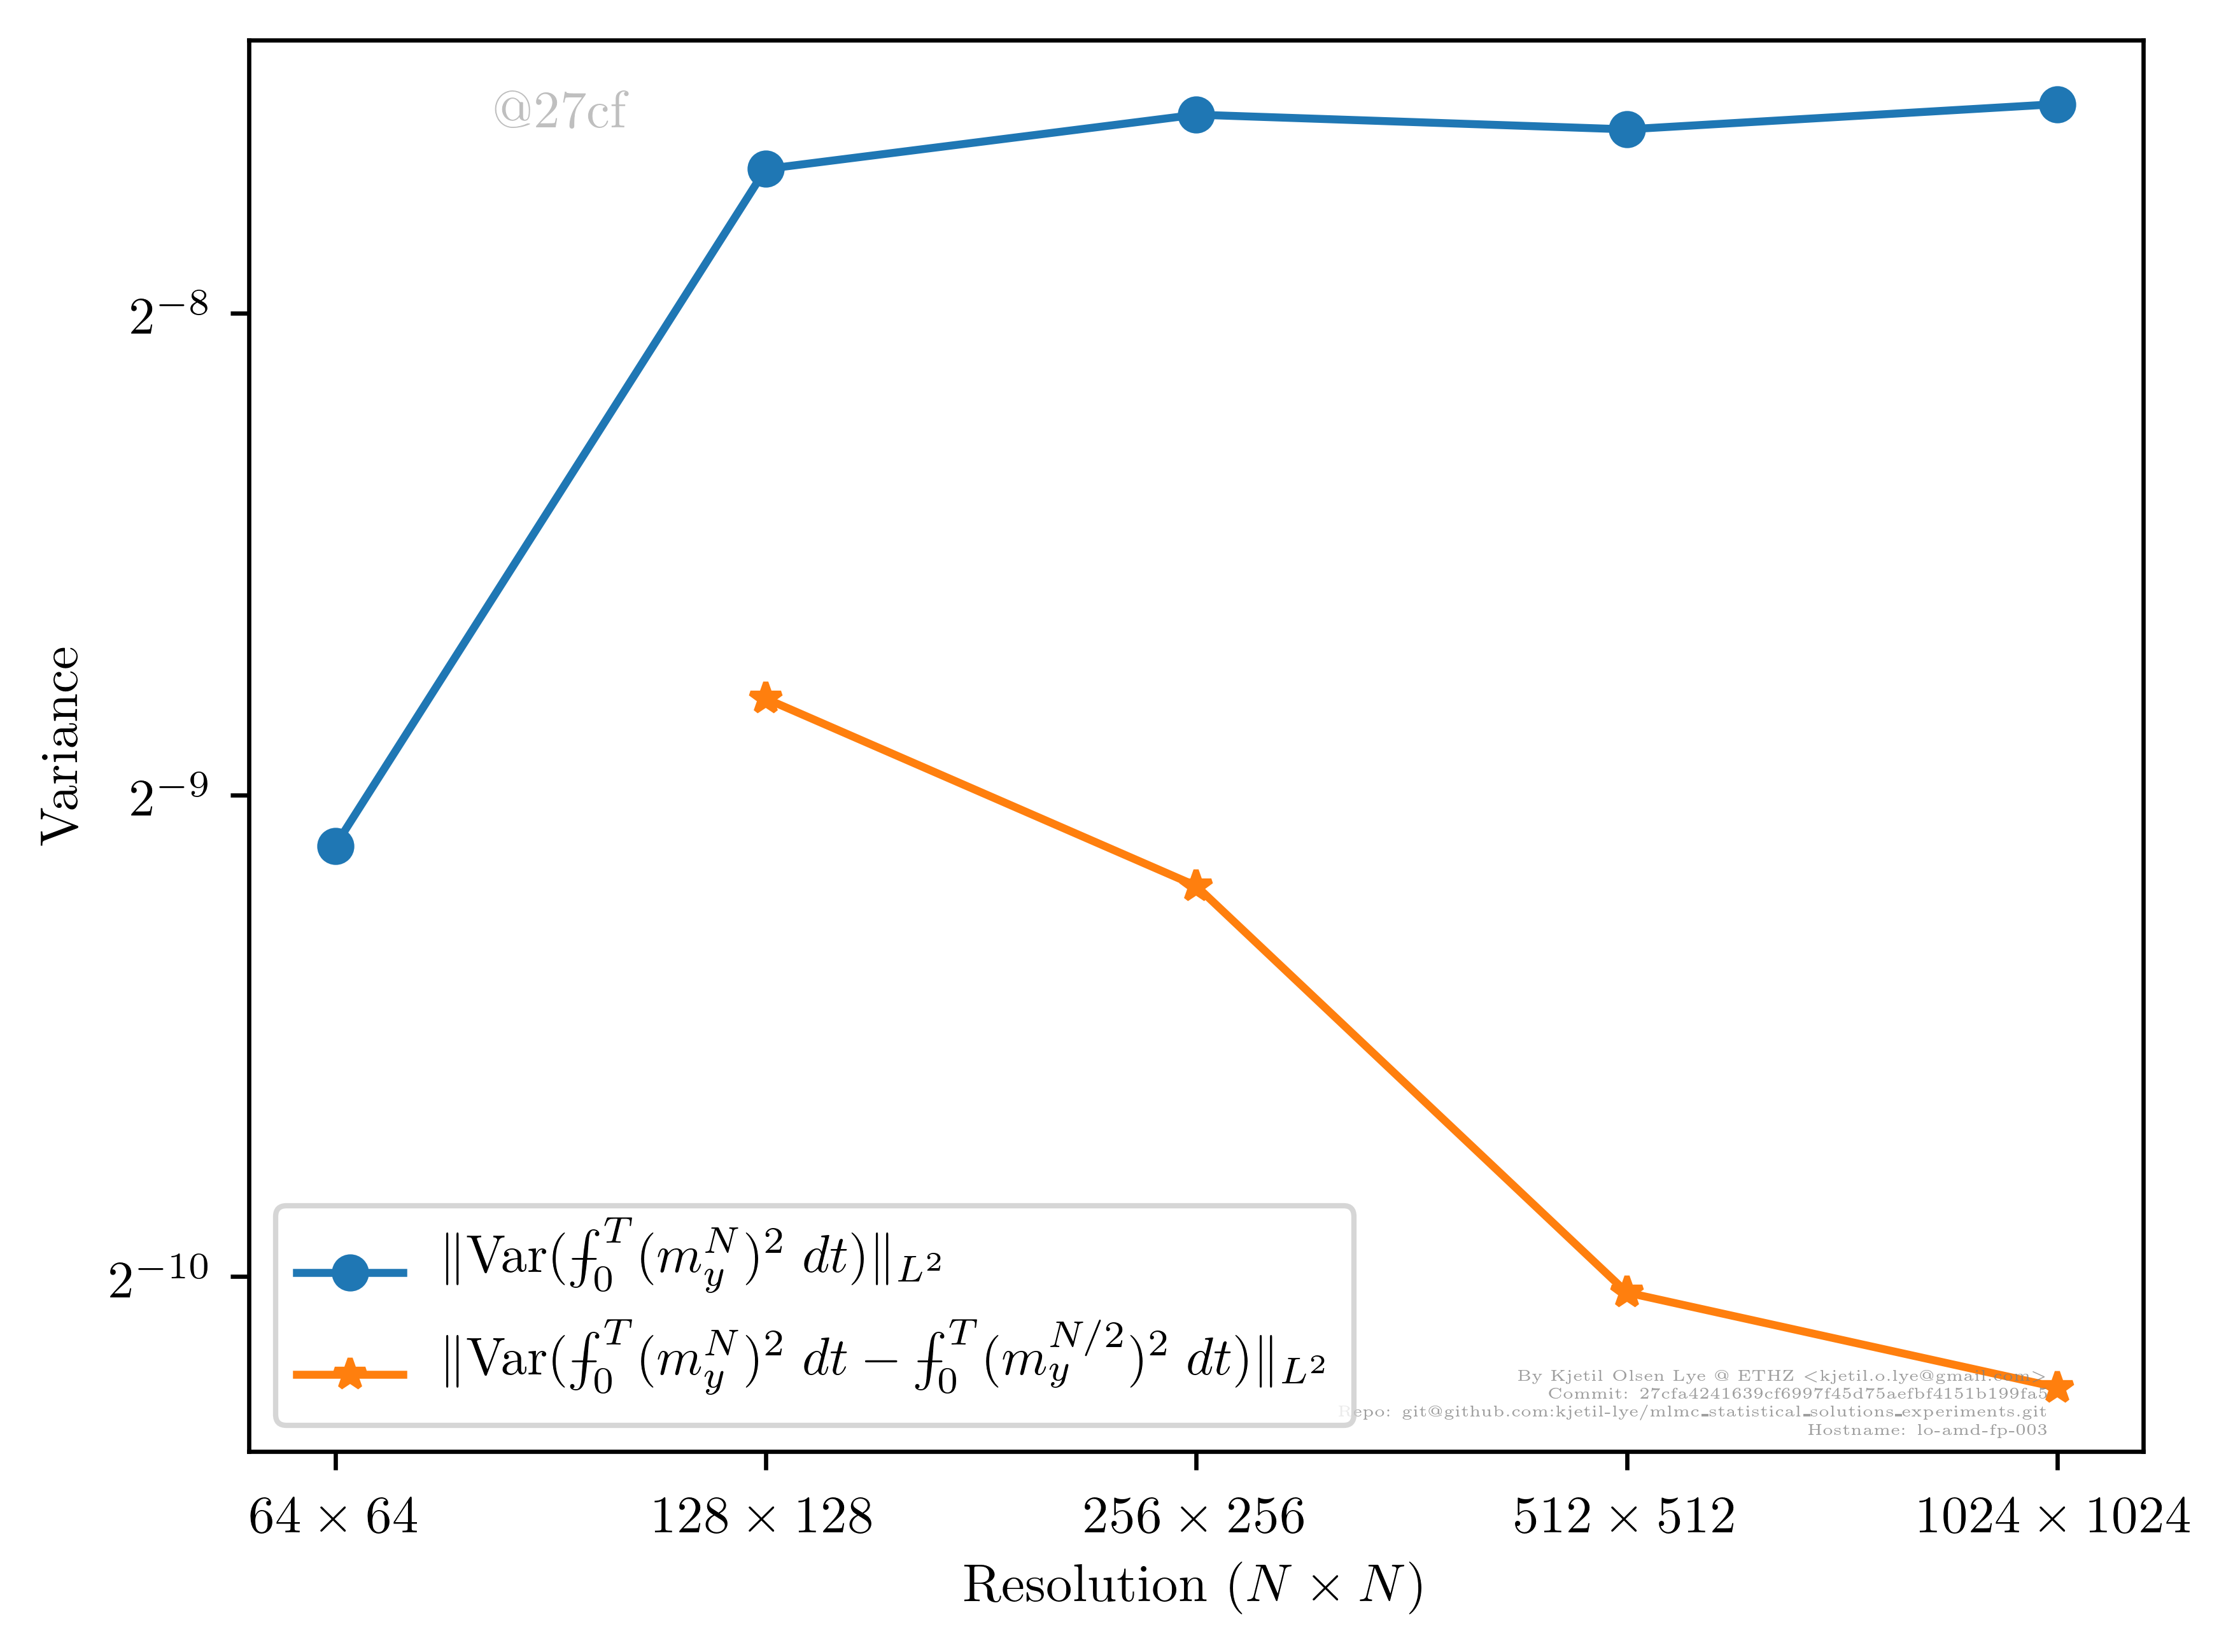 @27cf
2^{-8}
2^{-9}
2^{-10}
Variance
‖Var(⨍_0^T (m_y^N)^2 dt)‖_{L^2}
‖Var(⨍_0^T (m_y^N)^2 dt − ⨍_0^T (m_y^{N/2})^2 dt)‖_{L^2}
By Kjetil Olsen Lye @ ETHZ <kjetil.o.lye@gmail.com>
Commit: 27cfa4241639cf6997f45d75aefbf4151b199fa5
Repo: git@github.com:kjetil-lye/mlmc_statistical_solutions_experiments.git
Hostname: lo-amd-fp-003
64 × 64
128 × 128
256 × 256
512 × 512
1024 × 1024
Resolution (N × N)